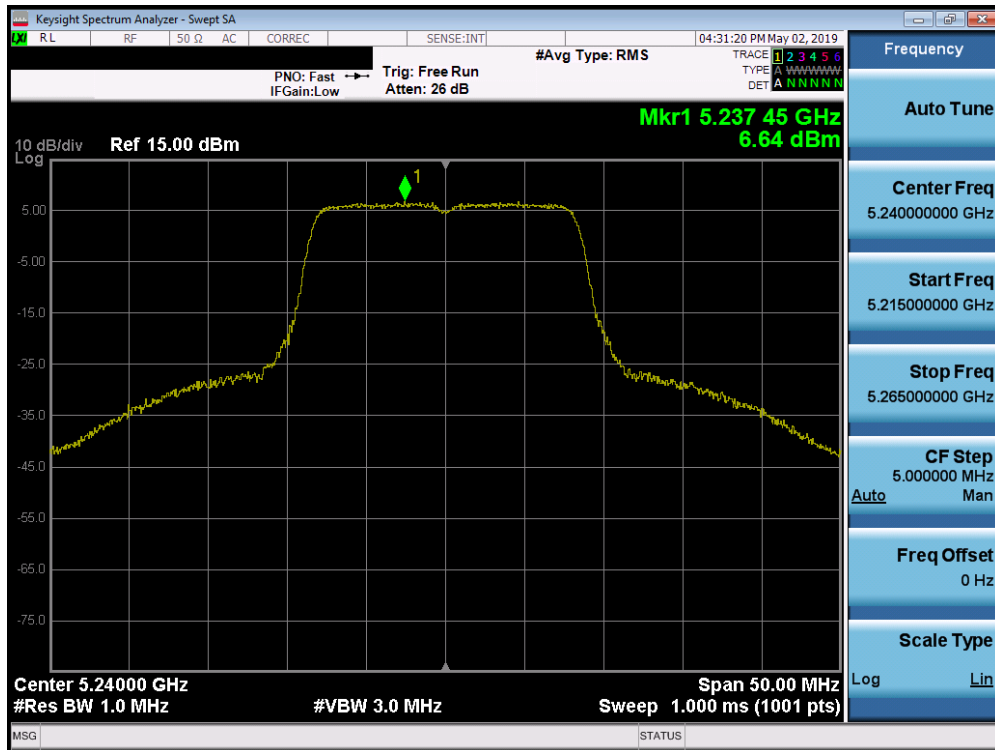 Keysight Spectrum Analyzer - Swept SA
LXI RL RF 50 Ω AC CORREC SENSE:INT 04:31:20 PM May 02, 2019
#Avg Type: RMS TRACE 1 2 3 4 5 6
PNO: Fast Trig: Free Run TYPE A WWWWW
IFGain:Low Atten: 26 dB DET A N N N N N
Mkr1 5.237 45 GHz
6.64 dBm
10 dB/div Ref 15.00 dBm
Log
1
5.00
-5.00
-15.0
-25.0
-35.0
-45.0
-55.0
-65.0
-75.0
Center 5.24000 GHz Span 50.00 MHz
#Res BW 1.0 MHz #VBW 3.0 MHz Sweep 1.000 ms (1001 pts)
MSG STATUS
Frequency
Auto Tune
Center Freq
5.240000000 GHz
Start Freq
5.215000000 GHz
Stop Freq
5.265000000 GHz
CF Step
5.000000 MHz
Auto Man
Freq Offset
0 Hz
Scale Type
Log Lin